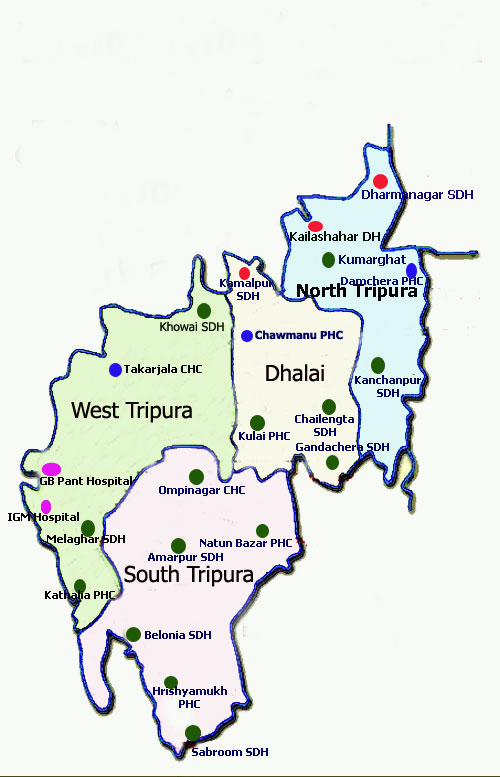 Dharmanagar SDH
Kailashahar DH
Kumarghat
Damchera PHC
North Tripura
Kamalpur
SDH
Khowai SDH
Chawmanu PHC
Takarjala CHC
Dhalai
Kanchanpur
SDH
West Tripura
Chailengta
SDH
Kulai PHC
Gandachera SDH
GB Pant Hospital
Ompinagar CHC
IGM Hospital
Melaghar SDH
Natun Bazar PHC
Amarpur SDH
South Tripura
Kathalia PHC
Belonia SDH
Hrishyamukh
PHC
Sabroom SDH